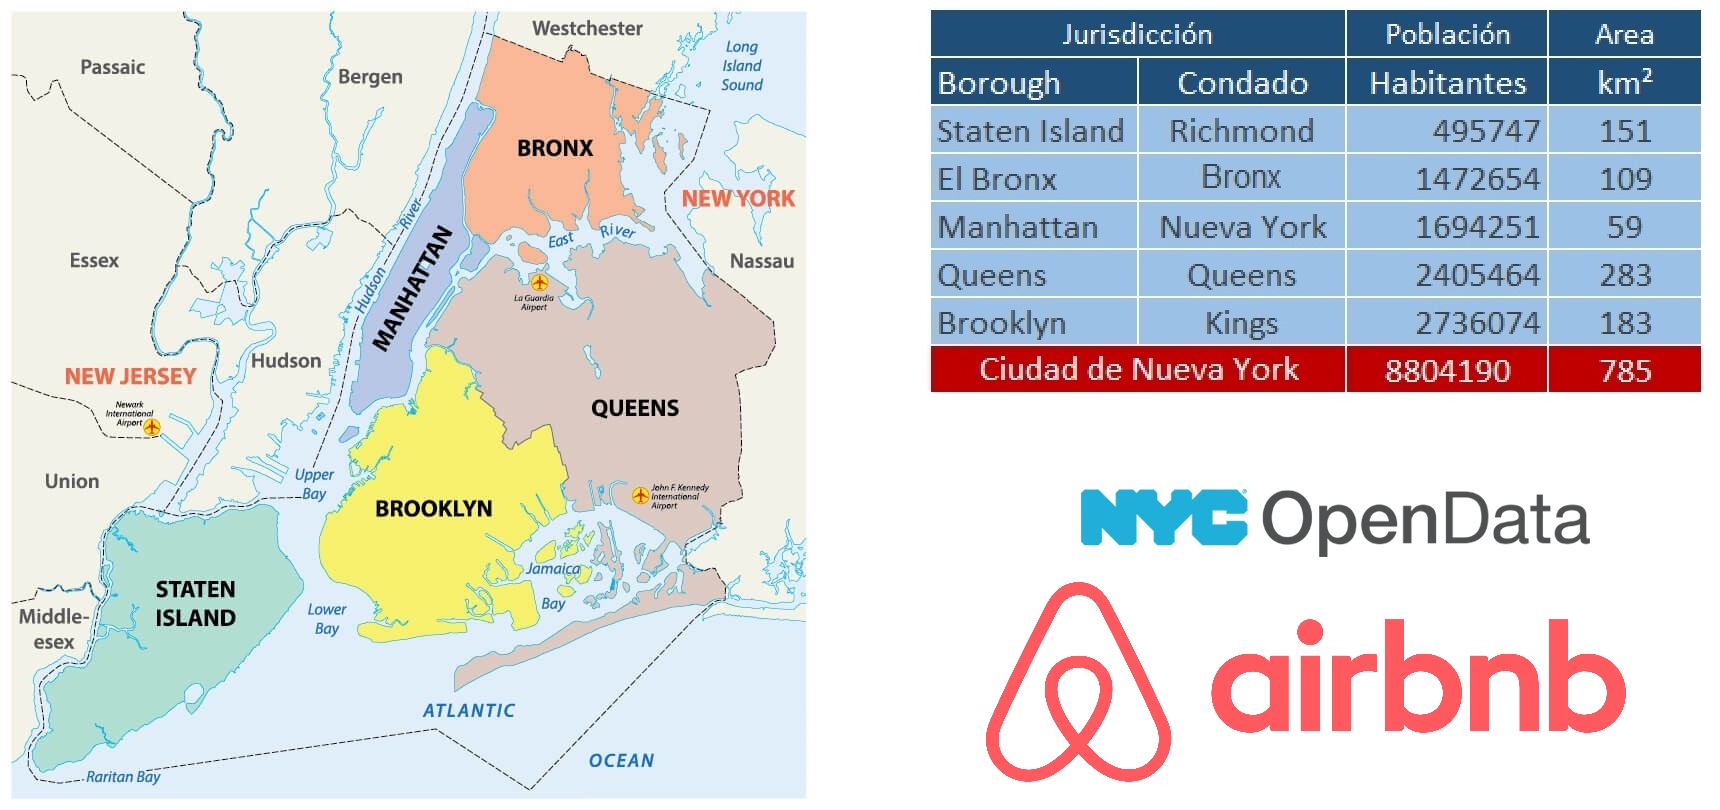 Westchester
Long
Island
Sound
Passaic
Bergen
BRONX
NEW YORK
River
East River
MANHATTAN
Essex
Nassau
Hudson
La Guardia
Airport
Hudson
NEW JERSEY
Newark
International
Airport
QUEENS
Union
Upper
Bay
John F. Kennedy
International
Airport
BROOKLYN
Jamaica
Bay
STATEN
ISLAND
Lower
Bay
Middle-
esex
ATLANTIC
OCEAN
Raritan Bay
Jurisdicción Población Area
Borough Condado Habitantes km²
Staten Island Richmond 495747 151
El Bronx Bronx 1472654 109
Manhattan Nueva York 1694251 59
Queens Queens 2405464 283
Brooklyn Kings 2736074 183
Ciudad de Nueva York 8804190 785
NYC OpenData
airbnb